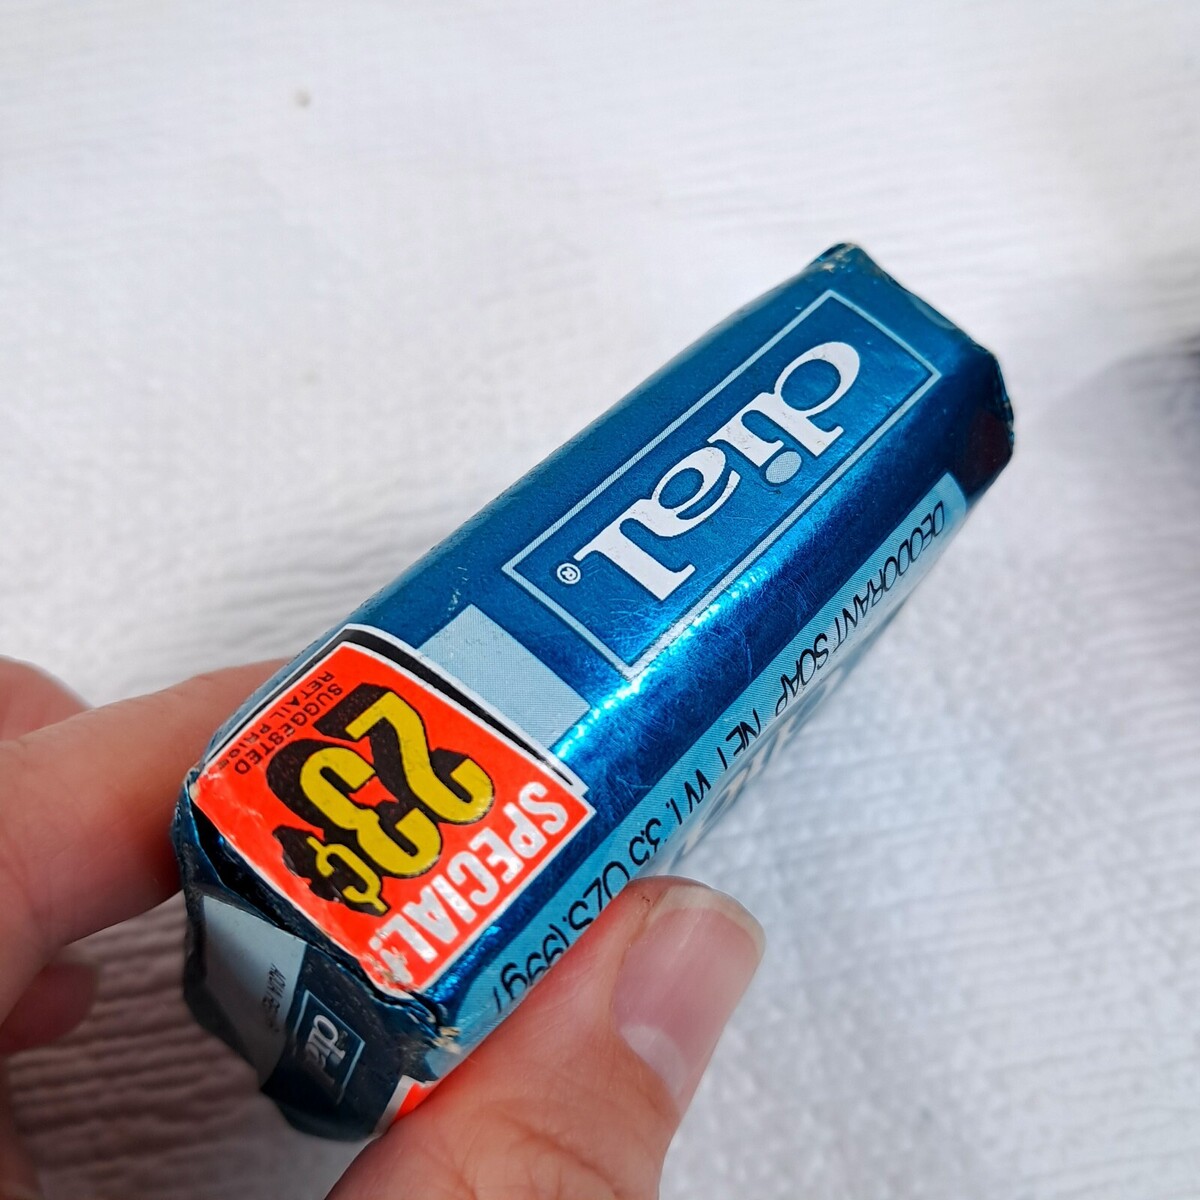 dial®
DEODORANT SOAP NET WT. 3.5 OZS. (99g)
SPECIAL!
23¢
SUGGESTED
RETAIL PRICE
dial